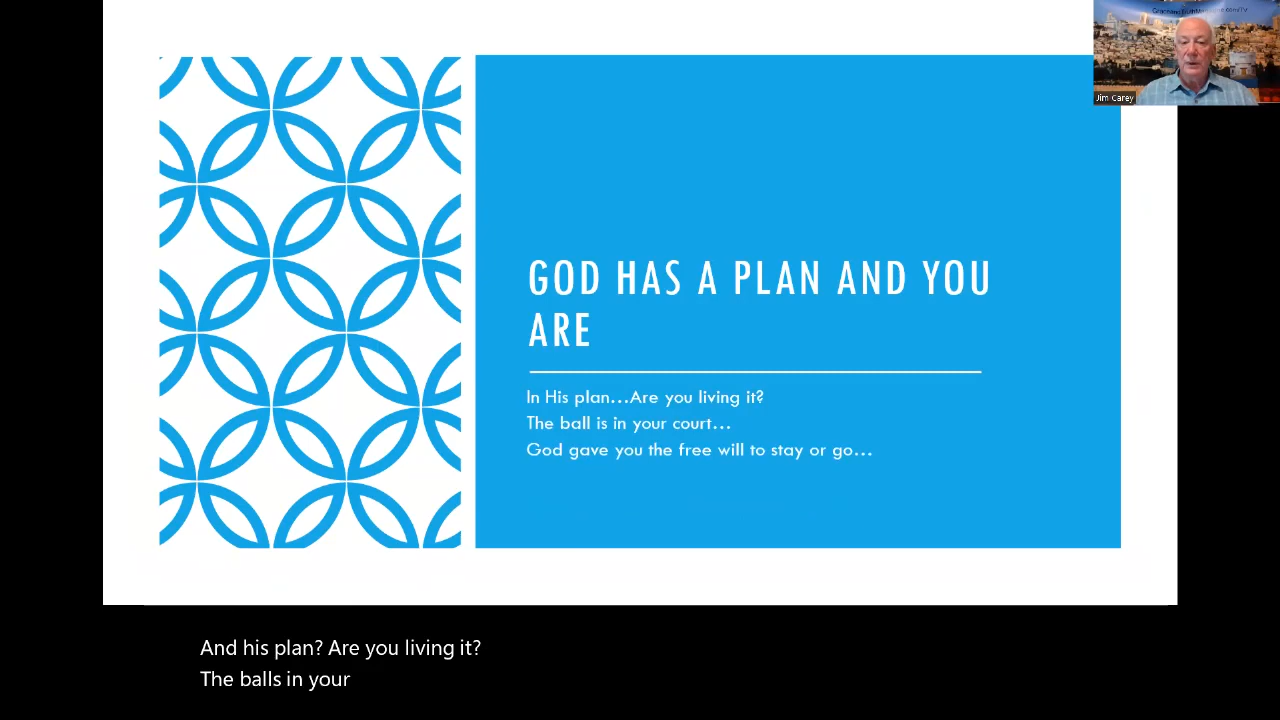 Jim Carey
GOD HAS A PLAN AND YOU
ARE
In His plan...Are you living it?
The ball is in your court...
God gave you the free will to stay or go...
And his plan? Are you living it?
The balls in your